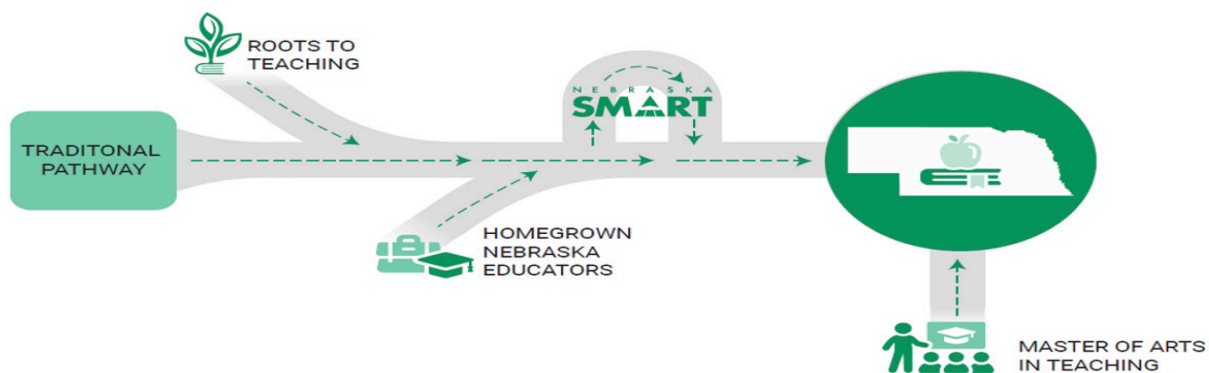 ROOTS TO
TEACHING
NEBRASKA
SMART
TRADITONAL
PATHWAY
HOMEGROWN
NEBRASKA
EDUCATORS
MASTER OF ARTS
IN TEACHING